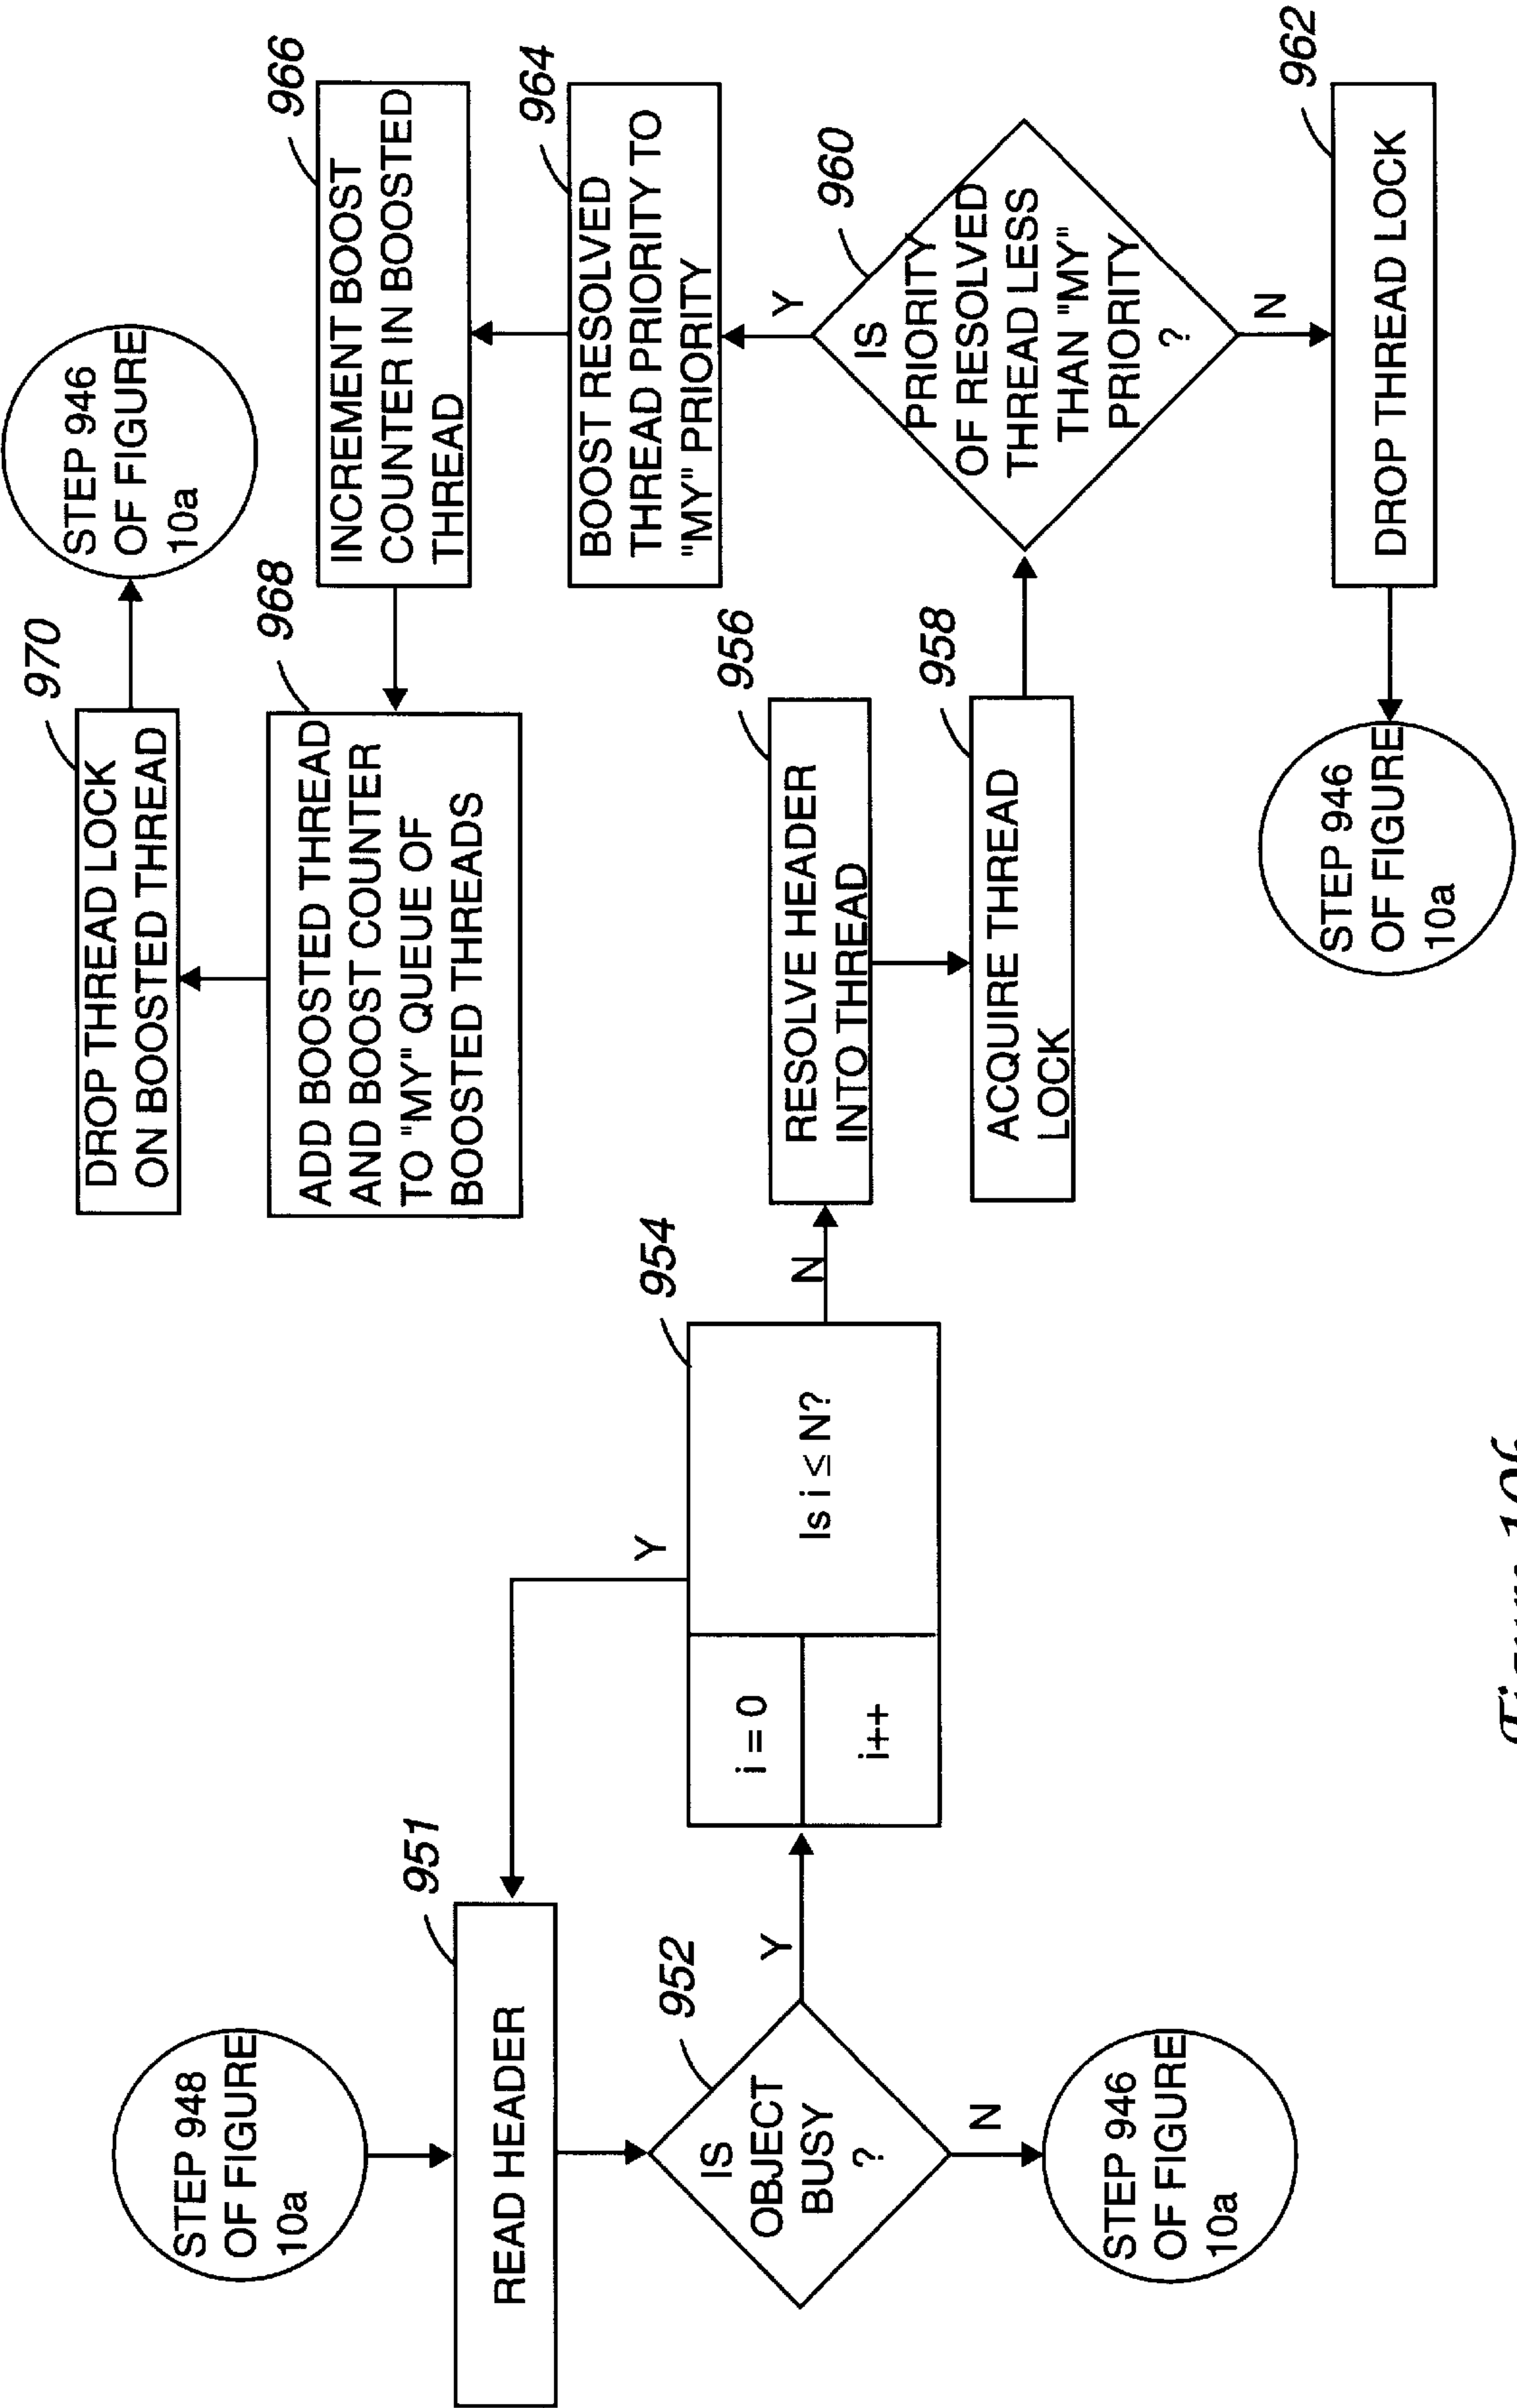 STEP 948
OF FIGURE
10a
951
READ HEADER
952
IS
OBJECT
BUSY
?
Y
N
STEP 946
OF FIGURE
10a
954
i = 0
i++
Is i ≤ N?
Y
N
956
RESOLVE HEADER
INTO THREAD
958
ACQUIRE THREAD
LOCK
960
IS
PRIORITY
OF RESOLVED
THREAD LESS
THAN "MY"
PRIORITY
?
Y
N
962
DROP THREAD LOCK
STEP 946
OF FIGURE
10a
964
BOOST RESOLVED
THREAD PRIORITY TO
"MY" PRIORITY
966
INCREMENT BOOST
COUNTER IN BOOSTED
THREAD
968
ADD BOOSTED THREAD
AND BOOST COUNTER
TO "MY" QUEUE OF
BOOSTED THREADS
970
DROP THREAD LOCK
ON BOOSTED THREAD
STEP 946
OF FIGURE
10a